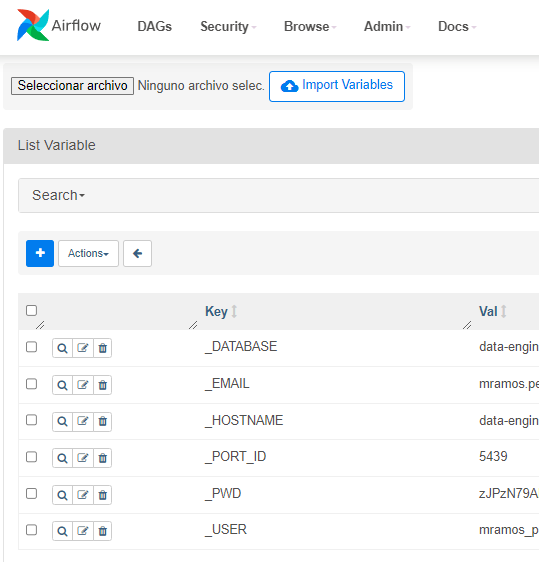 Airflow DAGs Security Browse Admin Docs
Seleccionar archivo Ninguno archivo selec. Import Variables
List Variable
Search
Actions
Key Val
_DATABASE data-engin
_EMAIL mramos.pe
_HOSTNAME data-engin
_PORT_ID 5439
_PWD zJPzN79A
_USER mramos_p